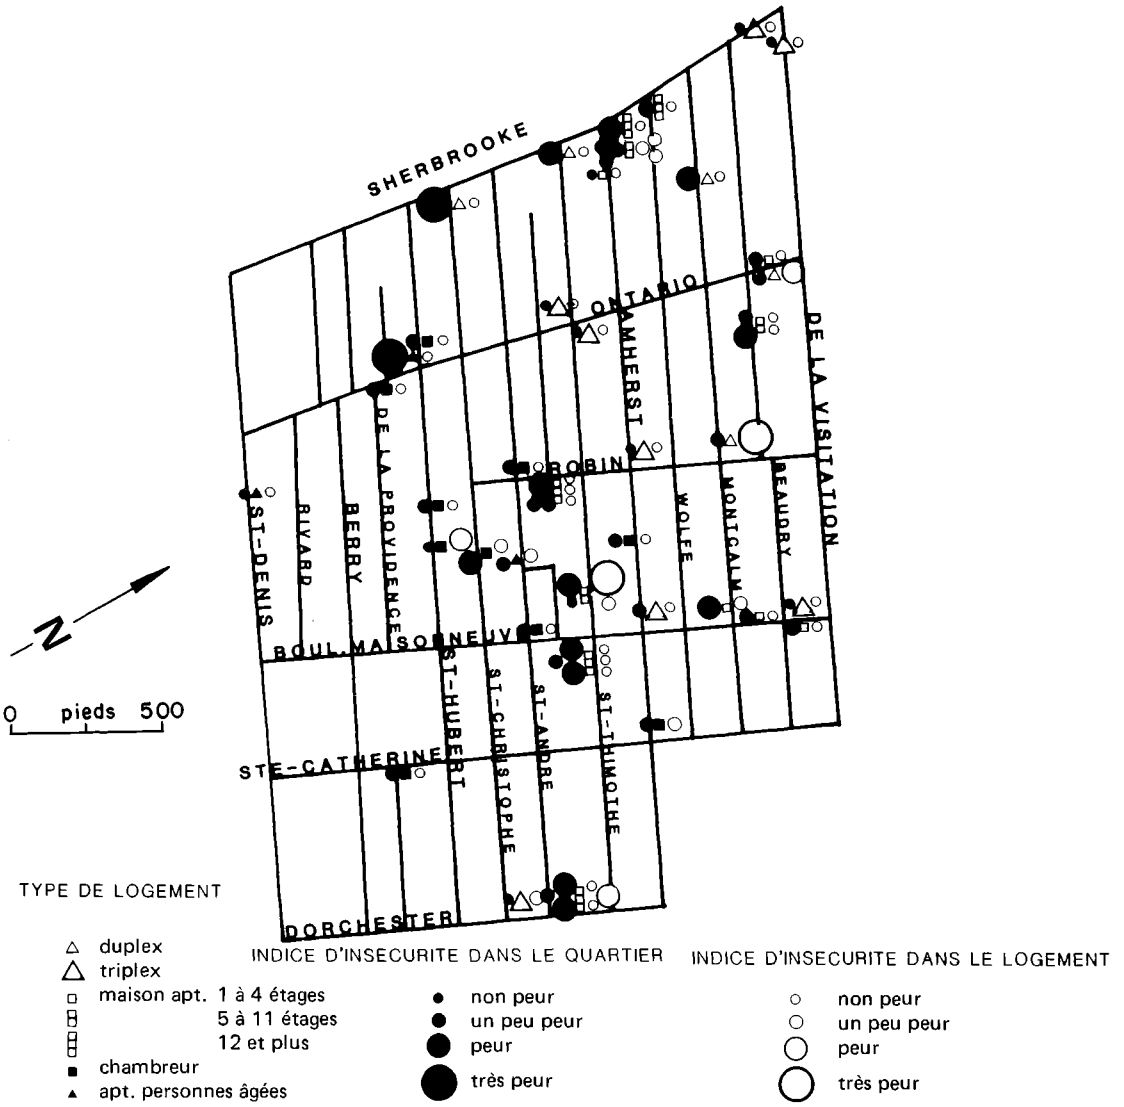 SHERBROOKE
ONTARIO
AMHERST
DE LA VISITATION
DE LA PROVIDENCE
ROBIN
ST-DENIS
RIVARD
BERRY
WOLFE
MONTCALM
BEAUDRY
N
BOUL.MAISONNEUVE
0 pieds 500
ST-HUBERT
ST-CHRISTOPHE
ST-ANDRE
ST-THIMOTHE
STE-CATHERINE
DORCHESTER
TYPE DE LOGEMENT
duplex
triplex
maison apt. 1 à 4 étages
5 à 11 étages
12 et plus
chambreur
apt. personnes âgées
INDICE D'INSECURITE DANS LE QUARTIER
non peur
un peu peur
peur
très peur
INDICE D'INSECURITE DANS LE LOGEMENT
non peur
un peu peur
peur
très peur